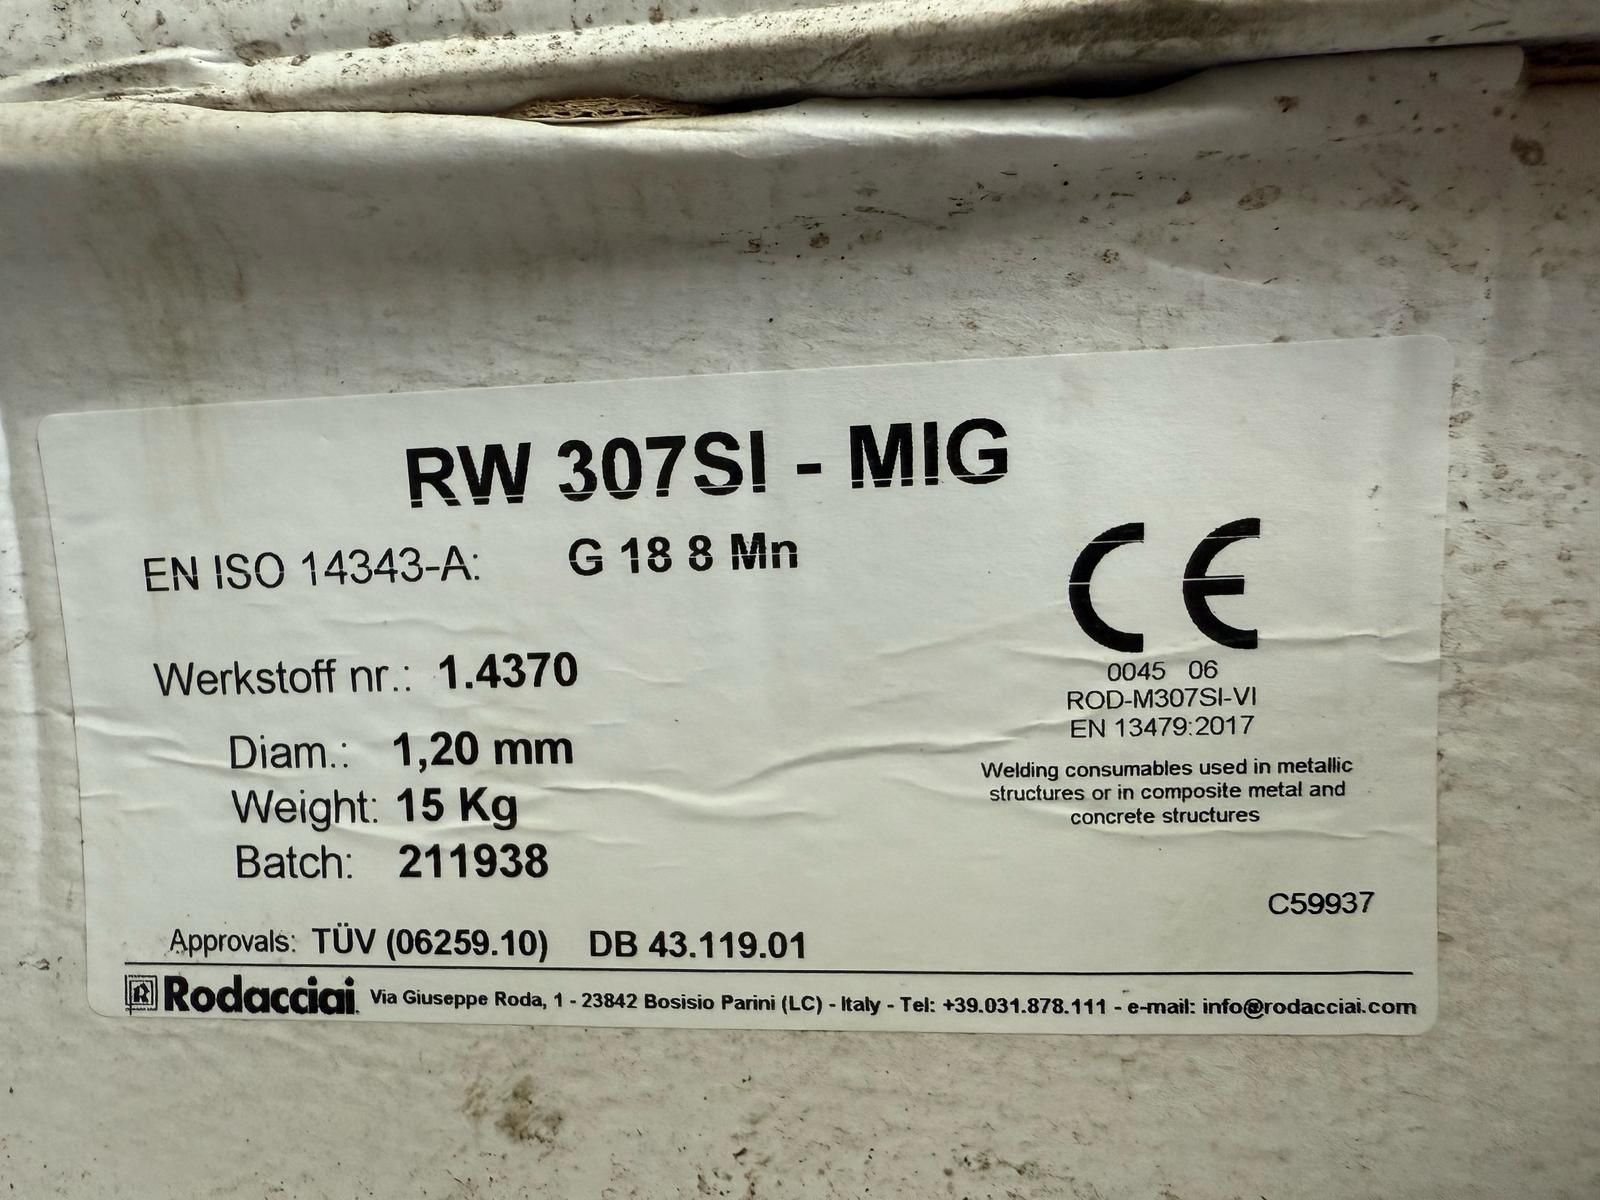 RW 307SI - MIG
EN ISO 14343-A: G 18 8 Mn
Werkstoff nr.: 1.4370
Diam.: 1,20 mm
Weight: 15 Kg
Batch: 211938
CE
0045 06
ROD-M307SI-VI
EN 13479:2017
Welding consumables used in metallic
structures or in composite metal and
concrete structures
C59937
Approvals: TÜV (06259.10) DB 43.119.01
R Rodacciai Via Giuseppe Roda, 1 - 23842 Bosisio Parini (LC) - Italy - Tel: +39.031.878.111 - e-mail: info@rodacciai.com